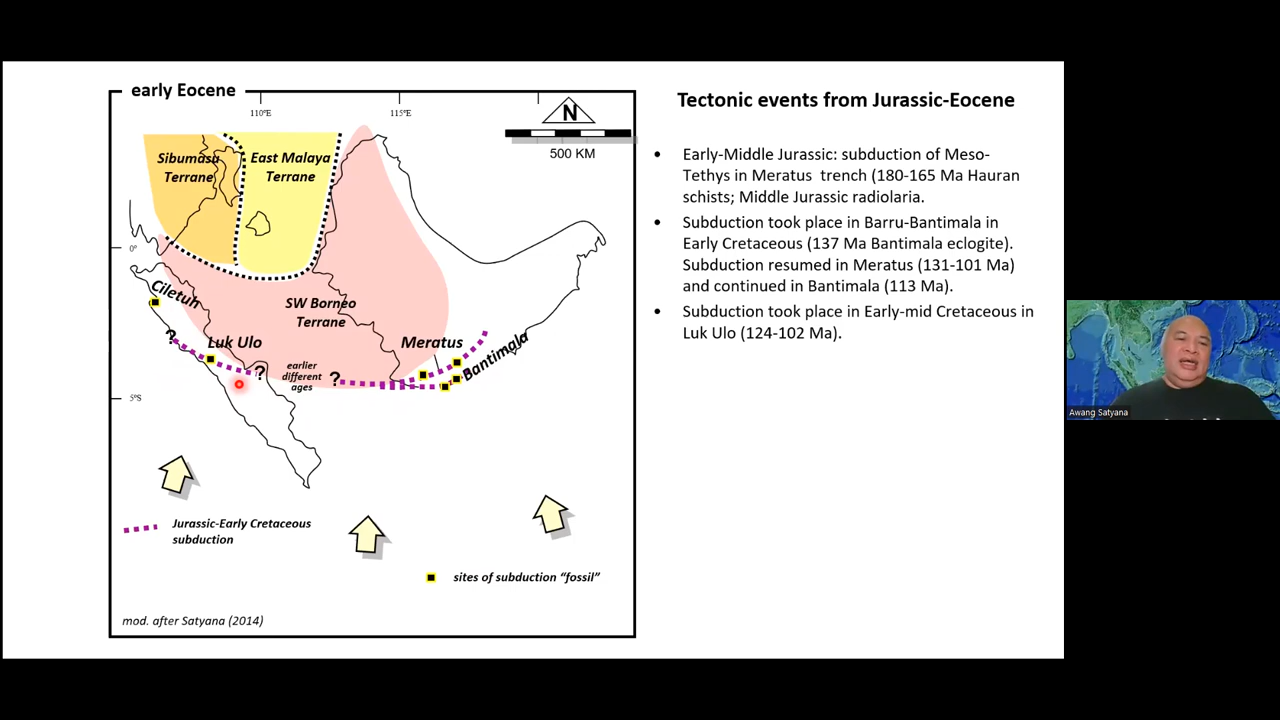 early Eocene
110°E
115°E
N
500 KM
Sibumasu
Terrane
East Malaya
Terrane
0°
Ciletuh
SW Borneo
Terrane
?
Luk Ulo
Meratus
Bantimala
?
earlier
different
ages
?
5°S
Jurassic-Early Cretaceous
subduction
sites of subduction “fossil”
mod. after Satyana (2014)
Tectonic events from Jurassic-Eocene
• Early-Middle Jurassic: subduction of Meso-
Tethys in Meratus trench (180-165 Ma Hauran
schists; Middle Jurassic radiolaria.
• Subduction took place in Barru-Bantimala in
Early Cretaceous (137 Ma Bantimala eclogite).
Subduction resumed in Meratus (131-101 Ma)
and continued in Bantimala (113 Ma).
• Subduction took place in Early-mid Cretaceous in
Luk Ulo (124-102 Ma).
Awang Satyana